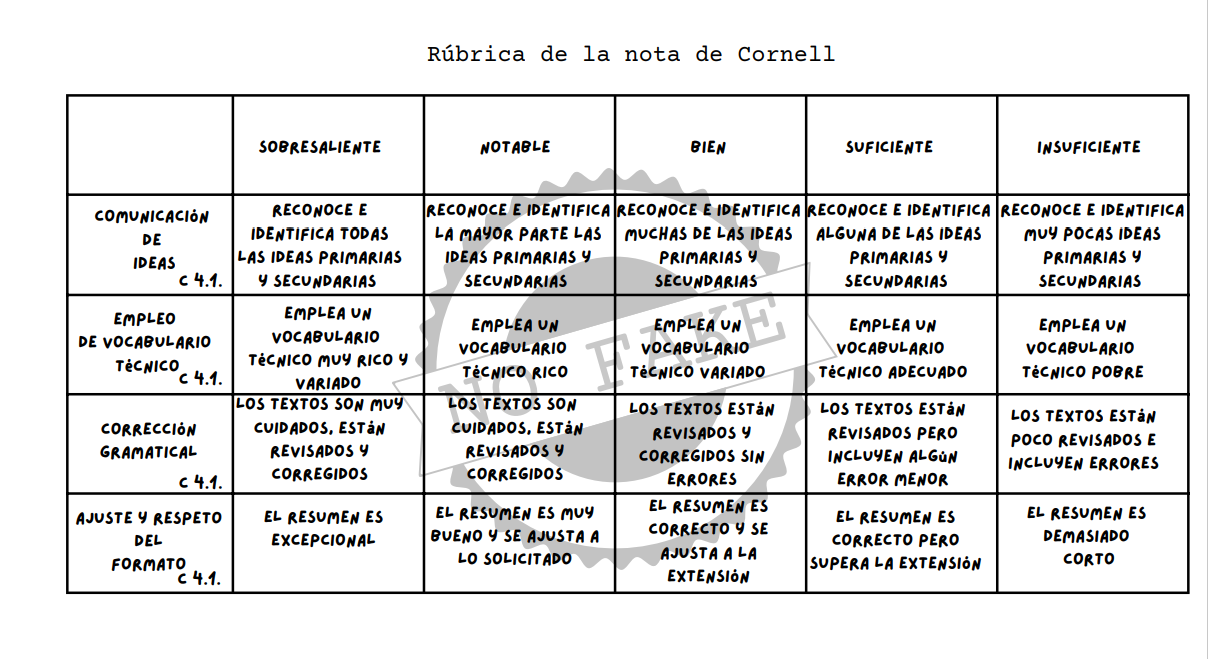 Rúbrica de la nota de Cornell
SOBRESALIENTE
NOTABLE
BIEN
SUFICIENTE
INSUFICIENTE
COMUNICACIÓN
DE
IDEAS
C 4.1.
RECONOCE E
IDENTIFICA TODAS
LAS IDEAS PRIMARIAS
Y SECUNDARIAS
RECONOCE E IDENTIFICA
LA MAYOR PARTE LAS
IDEAS PRIMARIAS Y
SECUNDARIAS
RECONOCE E IDENTIFICA
MUCHAS DE LAS IDEAS
PRIMARIAS Y
SECUNDARIAS
RECONOCE E IDENTIFICA
ALGUNA DE LAS IDEAS
PRIMARIAS Y
SECUNDARIAS
RECONOCE E IDENTIFICA
MUY POCAS IDEAS
PRIMARIAS Y
SECUNDARIAS
EMPLEO
DE VOCABULARIO
TÉCNICO
C 4.1.
EMPLEA UN
VOCABULARIO
TÉCNICO MUY RICO Y
VARIADO
EMPLEA UN
VOCABULARIO
TÉCNICO RICO
EMPLEA UN
VOCABULARIO
TÉCNICO VARIADO
EMPLEA UN
VOCABULARIO
TÉCNICO ADECUADO
EMPLEA UN
VOCABULARIO
TÉCNICO POBRE
NO FAKE
CORRECCIÓN
GRAMATICAL
C 4.1.
LOS TEXTOS SON MUY
CUIDADOS, ESTÁN
REVISADOS Y
CORREGIDOS
LOS TEXTOS SON
CUIDADOS, ESTÁN
REVISADOS Y
CORREGIDOS
LOS TEXTOS ESTÁN
REVISADOS Y
CORREGIDOS SIN
ERRORES
LOS TEXTOS ESTÁN
REVISADOS PERO
INCLUYEN ALGÚN
ERROR MENOR
LOS TEXTOS ESTÁN
POCO REVISADOS E
INCLUYEN ERRORES
AJUSTE Y RESPETO
DEL
FORMATO
C 4.1.
EL RESUMEN ES
EXCEPCIONAL
EL RESUMEN ES MUY
BUENO Y SE AJUSTA A
LO SOLICITADO
EL RESUMEN ES
CORRECTO Y SE
AJUSTA A LA
EXTENSIÓN
EL RESUMEN ES
CORRECTO PERO
SUPERA LA EXTENSIÓN
EL RESUMEN ES
DEMASIADO
CORTO